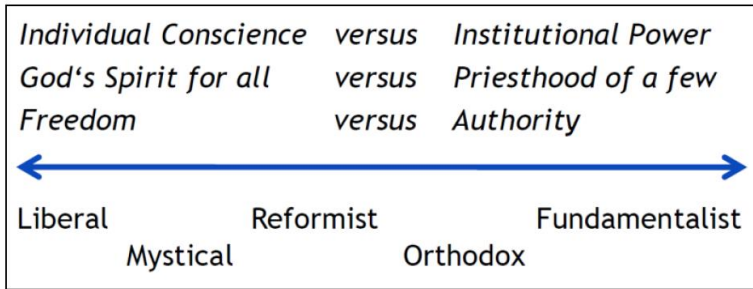 Individual Conscience versus Institutional Power
God‘s Spirit for all versus Priesthood of a few
Freedom versus Authority
Liberal Reformist Fundamentalist
Mystical Orthodox